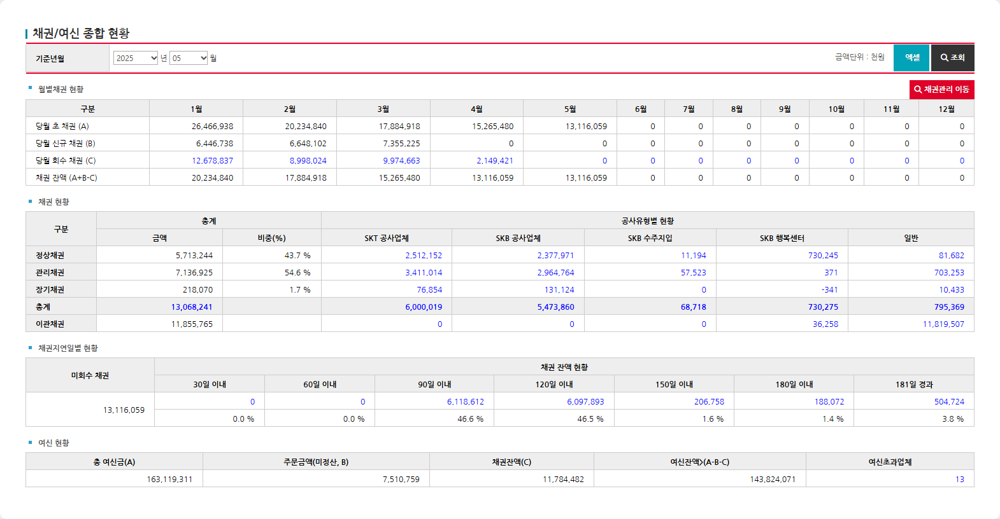 채권/여신 종합 현황
기준년월 2025 년 05 월 금액단위 : 천원 엑셀 조회
월별채권 현황 채권관리 이동
구분 1월 2월 3월 4월 5월 6월 7월 8월 9월 10월 11월 12월
당월 초 채권 (A) 26,466,938 20,234,840 17,884,918 15,265,480 13,116,059 0 0 0 0 0 0 0
당월 신규 채권 (B) 6,446,738 6,648,102 7,355,225 0 0 0 0 0 0 0 0 0
당월 회수 채권 (C) 12,678,837 8,998,024 9,974,663 2,149,421 0 0 0 0 0 0 0 0
채권 잔액 (A+B-C) 20,234,840 17,884,918 15,265,480 13,116,059 13,116,059 0 0 0 0 0 0 0
채권 현황
구분 총계 공사유형별 현황
금액 비중(%) SKT 공사업체 SKB 공사업체 SKB 수주지입 SKB 행복센터 일반
정상채권 5,713,244 43.7 % 2,512,152 2,377,971 11,194 730,245 81,682
관리채권 7,136,925 54.6 % 3,411,014 2,964,764 57,523 371 703,253
장기채권 218,070 1.7 % 76,854 131,124 0 -341 10,433
총계 13,068,241 6,000,019 5,473,860 68,718 730,275 795,369
이관채권 11,855,765 0 0 0 36,258 11,819,507
채권지연일별 현황
미회수 채권 채권 잔액 현황
30일 이내 60일 이내 90일 이내 120일 이내 150일 이내 180일 이내 181일 경과
13,116,059 0 0 6,118,612 6,097,893 206,758 188,072 504,724
0.0 % 0.0 % 46.6 % 46.5 % 1.6 % 1.4 % 3.8 %
여신 현황
총 여신금(A) 주문금액(미정산, B) 채권잔액(C) 여신잔액>(A-B-C) 여신초과업체
163,119,311 7,510,759 11,784,482 143,824,071 13